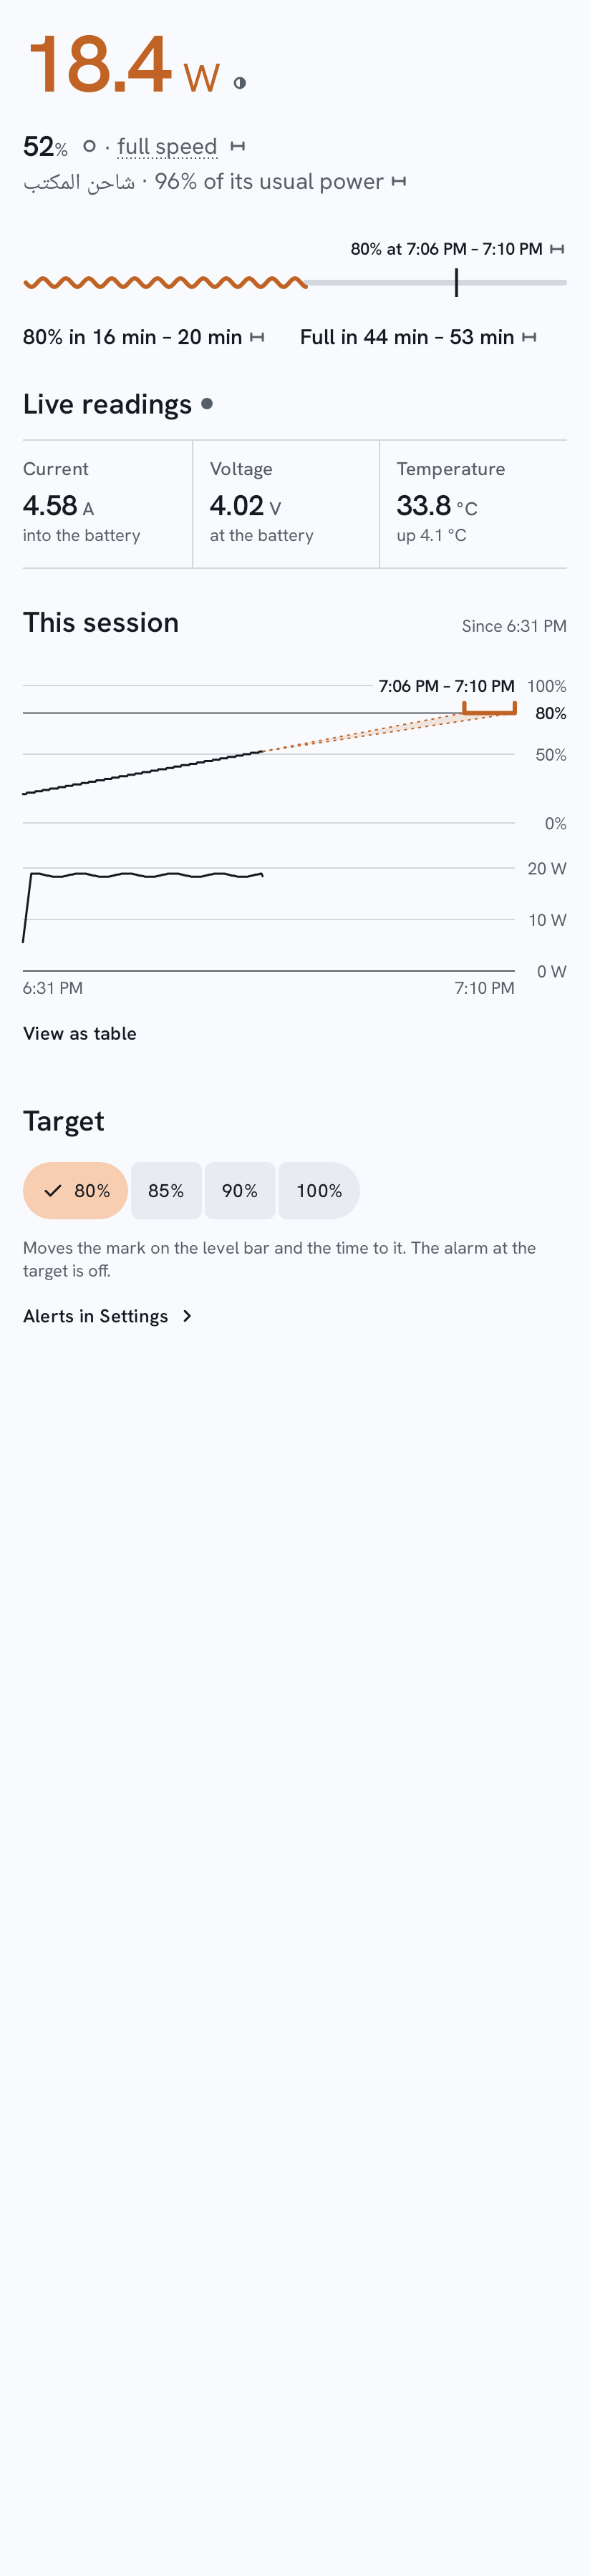 18.4 W
52% · full speed
شاحن المكتب · 96% of its usual power
80% at 7:06 PM – 7:10 PM
80% in 16 min – 20 min Full in 44 min – 53 min
Live readings
Current Voltage Temperature
4.58 A 4.02 V 33.8 °C
into the battery at the battery up 4.1 °C
This session Since 6:31 PM
7:06 PM – 7:10 PM 100%
80%
50%
0%
20 W
10 W
0 W
6:31 PM 7:10 PM
View as table
Target
80% 85% 90% 100%
Moves the mark on the level bar and the time to it. The alarm at the
target is off.
Alerts in Settings